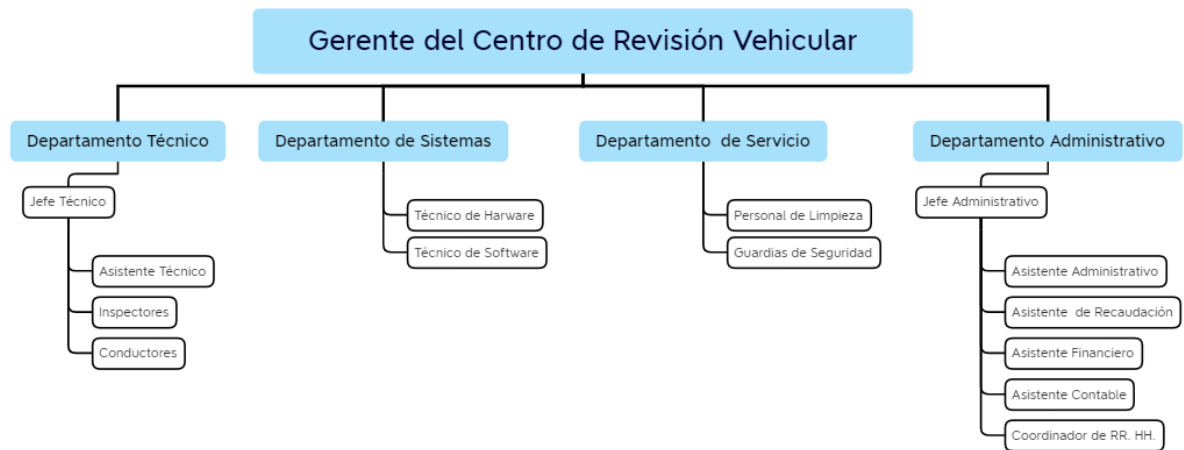 Gerente del Centro de Revisión Vehicular
Departamento Técnico
Departamento de Sistemas
Departamento de Servicio
Departamento Administrativo
Jefe Técnico
Asistente Técnico
Inspectores
Conductores
Técnico de Harware
Técnico de Software
Personal de Limpieza
Guardias de Seguridad
Jefe Administrativo
Asistente Administrativo
Asistente de Recaudación
Asistente Financiero
Asistente Contable
Coordinador de RR. HH.